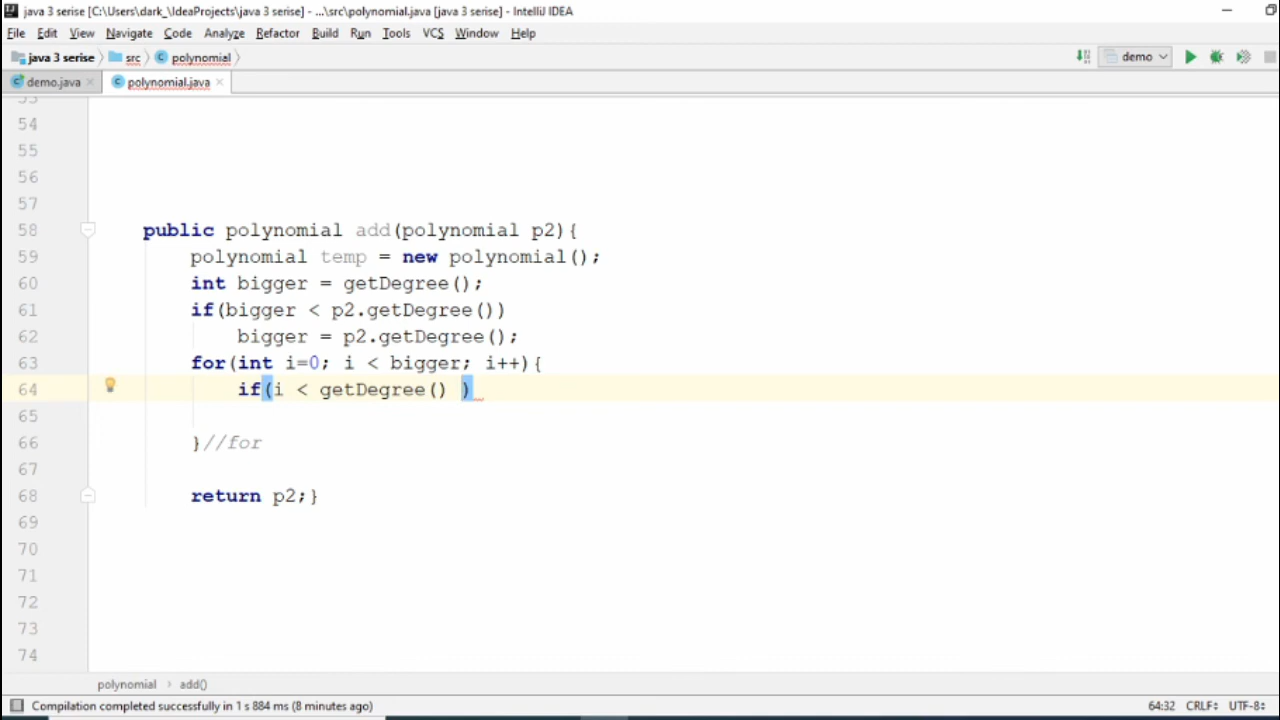 java 3 serise [C:\Users\dark_\IdeaProjects\java 3 serise] - ...\src\polynomial.java [java 3 serise] - IntelliJ IDEA
File Edit View Navigate Code Analyze Refactor Build Run Tools VCS Window Help
java 3 serise src polynomial demo
demo.java polynomial.java
53
54
55
56
57
58 public polynomial add(polynomial p2){
59 polynomial temp = new polynomial();
60 int bigger = getDegree();
61 if(bigger < p2.getDegree())
62 bigger = p2.getDegree();
63 for(int i=0; i < bigger; i++){
64 if(i < getDegree() )
65
66 }//for
67
68 return p2;}
69
70
71
72
73
74
polynomial › add()
Compilation completed successfully in 1 s 884 ms (8 minutes ago) 64:32 CRLF UTF-8